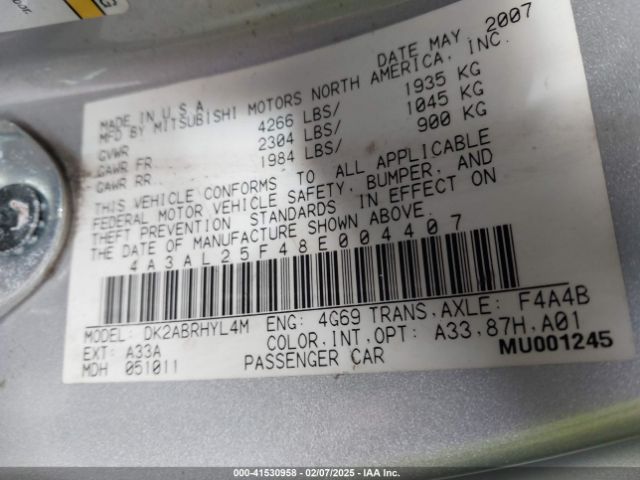 DATE MAY, 2007
MADE IN U.S.A
MFD BY MITSUBISHI MOTORS NORTH AMERICA, INC.
GVWR 4266 LBS/ 1935 KG
GAWR FR. 2304 LBS/ 1045 KG
GAWR RR. 1984 LBS/ 900 KG
THIS VEHICLE CONFORMS TO ALL APPLICABLE
FEDERAL MOTOR VEHICLE SAFETY, BUMPER, AND
THEFT PREVENTION STANDARDS IN EFFECT ON
THE DATE OF MANUFACTURE SHOWN ABOVE.
4A3AL25F48E004407
MODEL: DK2ABRHYL4M ENG: 4G69 TRANS.AXLE: F4A4B
EXT: A33A COLOR.INT.OPT: A33.87H.A01
MDH 051011 PASSENGER CAR MU001245
000-41530958 - 02/07/2025 - IAA Inc.